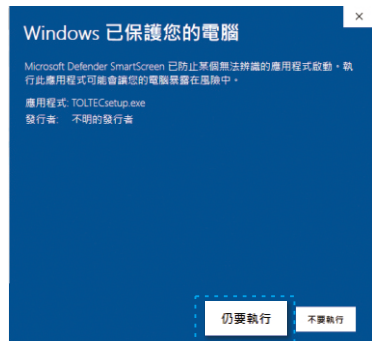 Windows 已保護您的電腦
Microsoft Defender SmartScreen 已防止某個無法辨識的應用程式啟動。執
行此應用程式可能會讓您的電腦暴露在風險中。
應用程式: TOLTECsetup.exe
發行者: 不明的發行者
仍要執行
不要執行